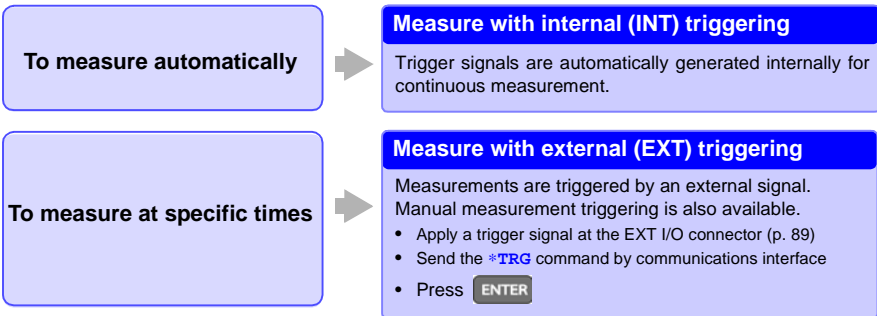 To measure automatically
Measure with internal (INT) triggering
Trigger signals are automatically generated internally for
continuous measurement.
To measure at specific times
Measure with external (EXT) triggering
Measurements are triggered by an external signal.
Manual measurement triggering is also available.
• Apply a trigger signal at the EXT I/O connector (p. 89)
• Send the *TRG command by communications interface
• Press ENTER